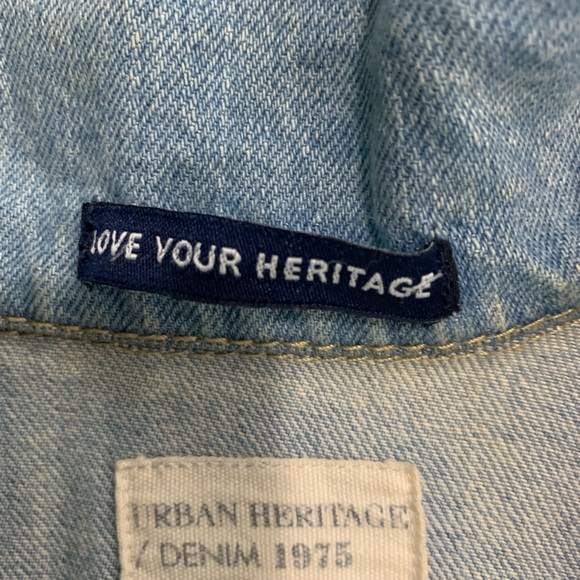 LOVE YOUR HERITAGE
URBAN HERITAGE
/ DENIM 1975